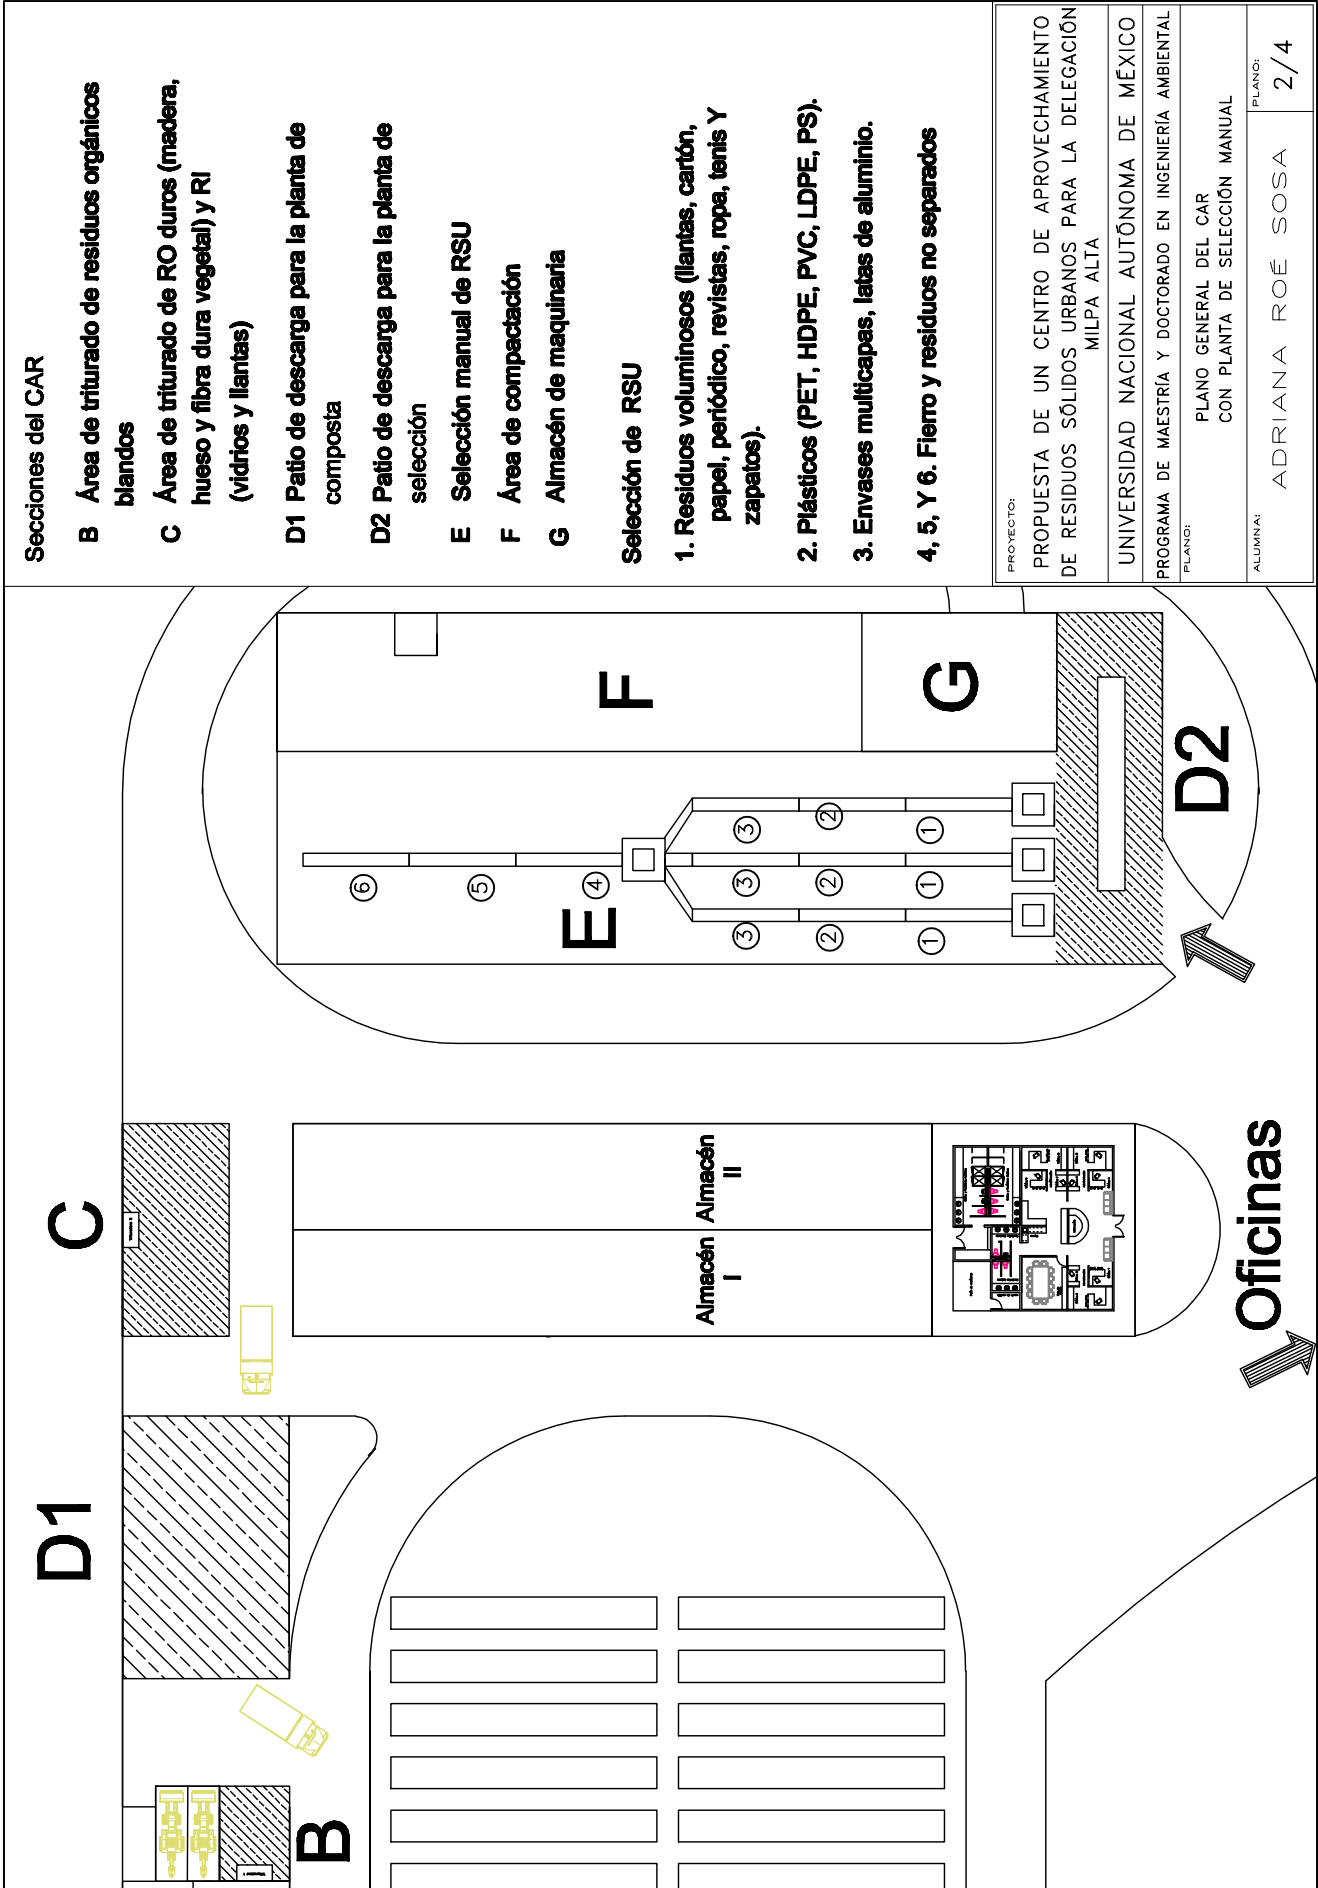 Secciones del CAR
B Área de triturado de residuos orgánicos
blandos
C Área de triturado de RO duros (madera,
hueso y fibra dura vegetal) y RI
(vidrios y llantas)
D1 Patio de descarga para la planta de
composta
D2 Patio de descarga para la planta de
selección
E Selección manual de RSU
F Área de compactación
G Almacén de maquinaria
Selección de RSU
1. Residuos voluminosos (llantas, cartón,
papel, periódico, revistas, ropa, tenis Y
zapatos).
2. Plásticos (PET, HDPE, PVC, LDPE, PS).
3. Envases multicapas, latas de aluminio.
4, 5, Y 6. Fierro y residuos no separados
PROYECTO:
PROPUESTA DE UN CENTRO DE APROVECHAMIENTO
DE RESIDUOS SÓLIDOS URBANOS PARA LA DELEGACIÓN
MILPA ALTA
UNIVERSIDAD NACIONAL AUTÓNOMA DE MÉXICO
PROGRAMA DE MAESTRÍA Y DOCTORADO EN INGENIERÍA AMBIENTAL
PLANO:
PLANO GENERAL DEL CAR
CON PLANTA DE SELECCIÓN MANUAL
ALUMNA:
ADRIANA ROÉ SOSA
PLANO:
2/4
B
D1
C
Almacén
I
Almacén
II
Oficinas
E
F
G
D2
6
5
4
3
2
1
3
2
1
3
2
1